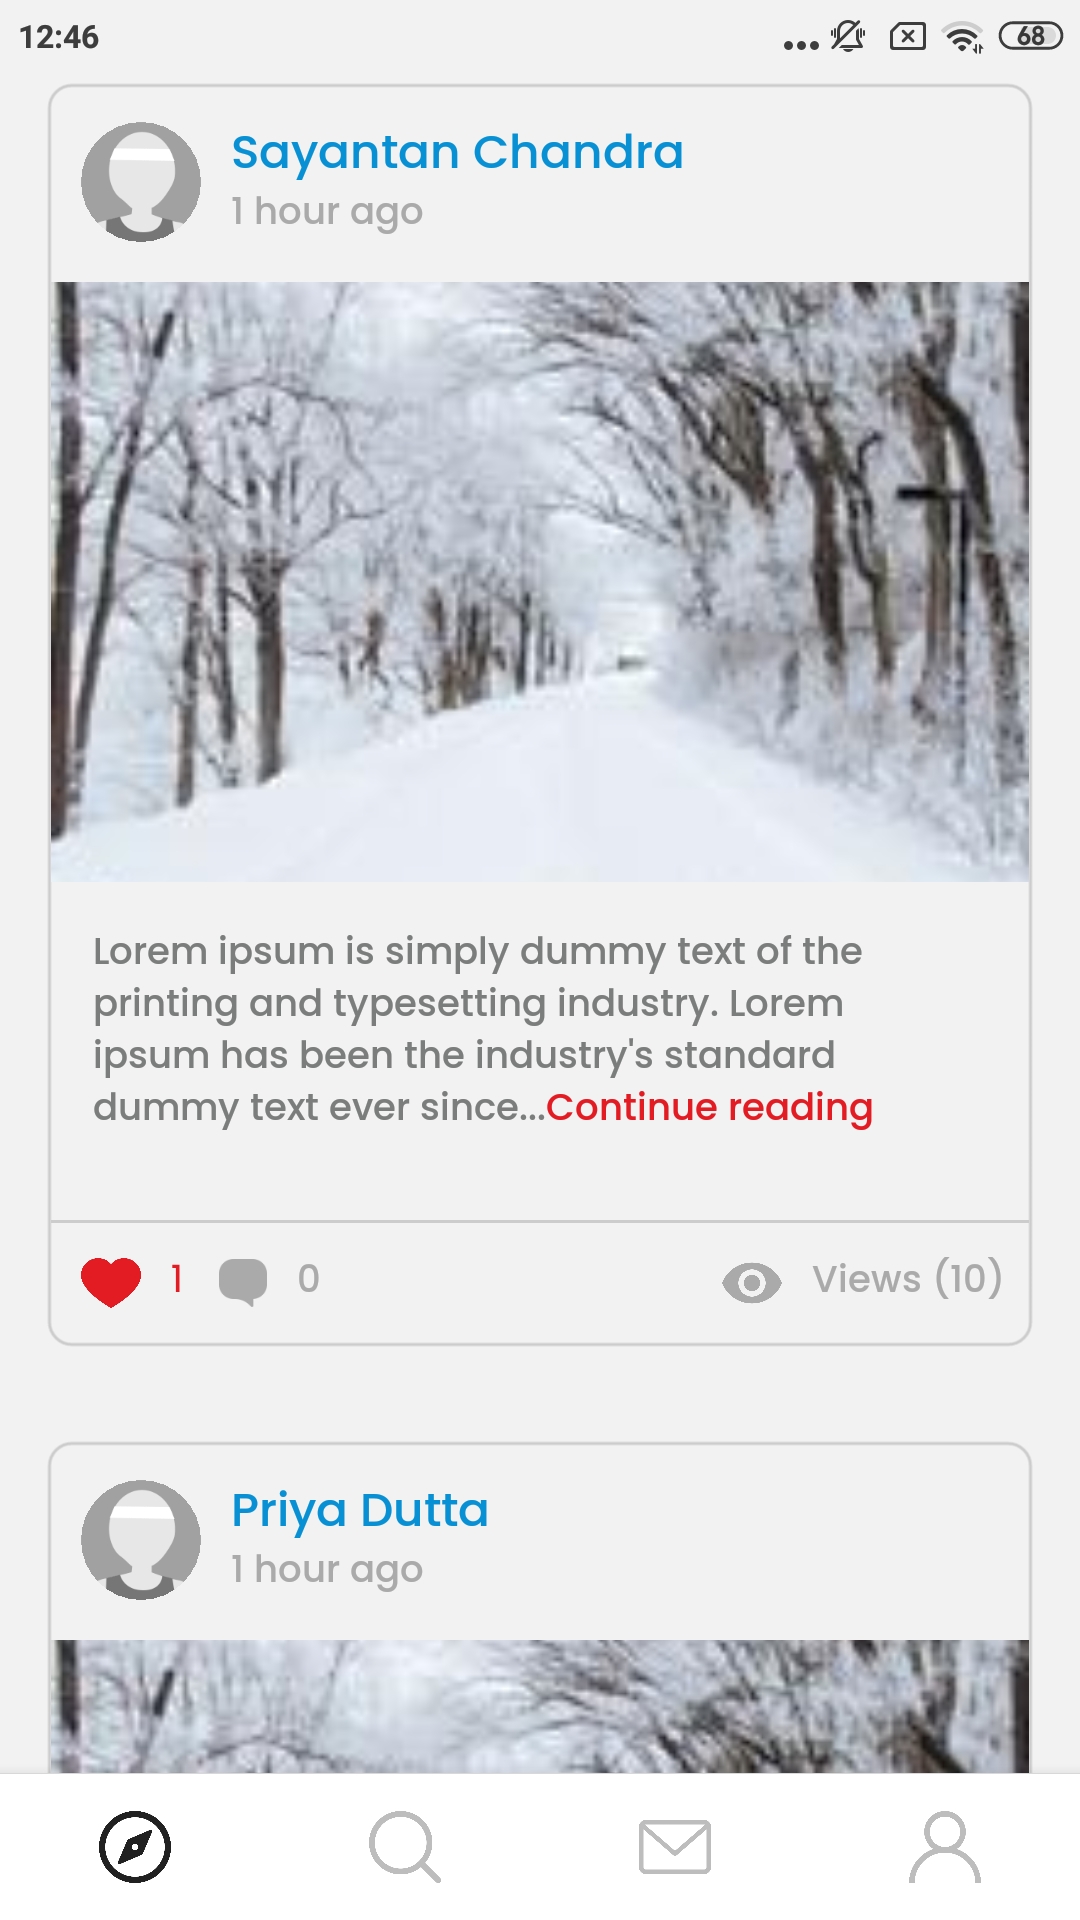 12:46
68
Sayantan Chandra
1 hour ago
Lorem ipsum is simply dummy text of the
printing and typesetting industry. Lorem
ipsum has been the industry's standard
dummy text ever since...Continue reading
1 0 Views (10)
Priya Dutta
1 hour ago